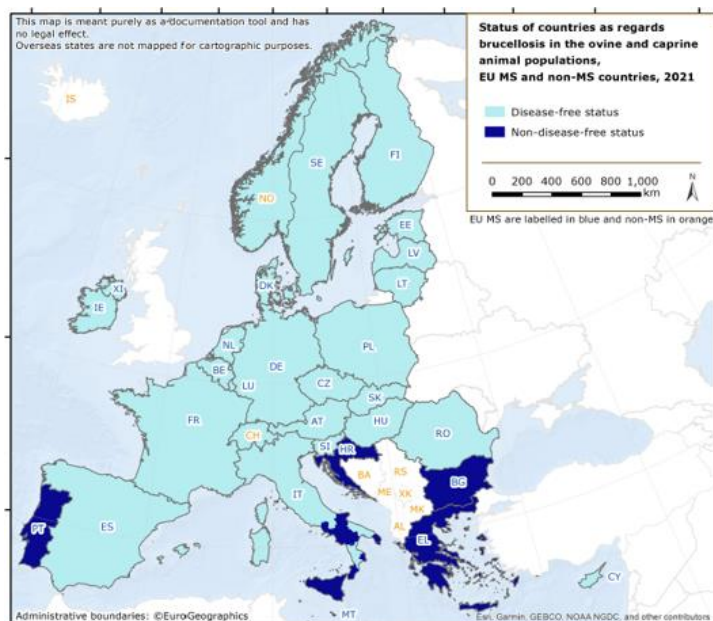 This map is meant purely as a documentation tool and has
no legal effect.
Overseas states are not mapped for cartographic purposes.
Status of countries as regards
brucellosis in the ovine and caprine
animal populations,
EU MS and non-MS countries, 2021
Disease-free status
Non-disease-free status
N
0 200 400 600 800 1,000
km
EU MS are labelled in blue and non-MS in orange
IS
NO
SE
FI
EE
LV
LT
DK
XI
IE
NL
BE
LU
DE
PL
CZ
SK
FR
CH
AT
HU
RO
SI
HR
BA
RS
ME
XK
BG
MK
AL
IT
PT
ES
EL
CY
MT
Administrative boundaries: ©EuroGeographics
Esri, Garmin, GEBCO, NOAA NGDC, and other contributors